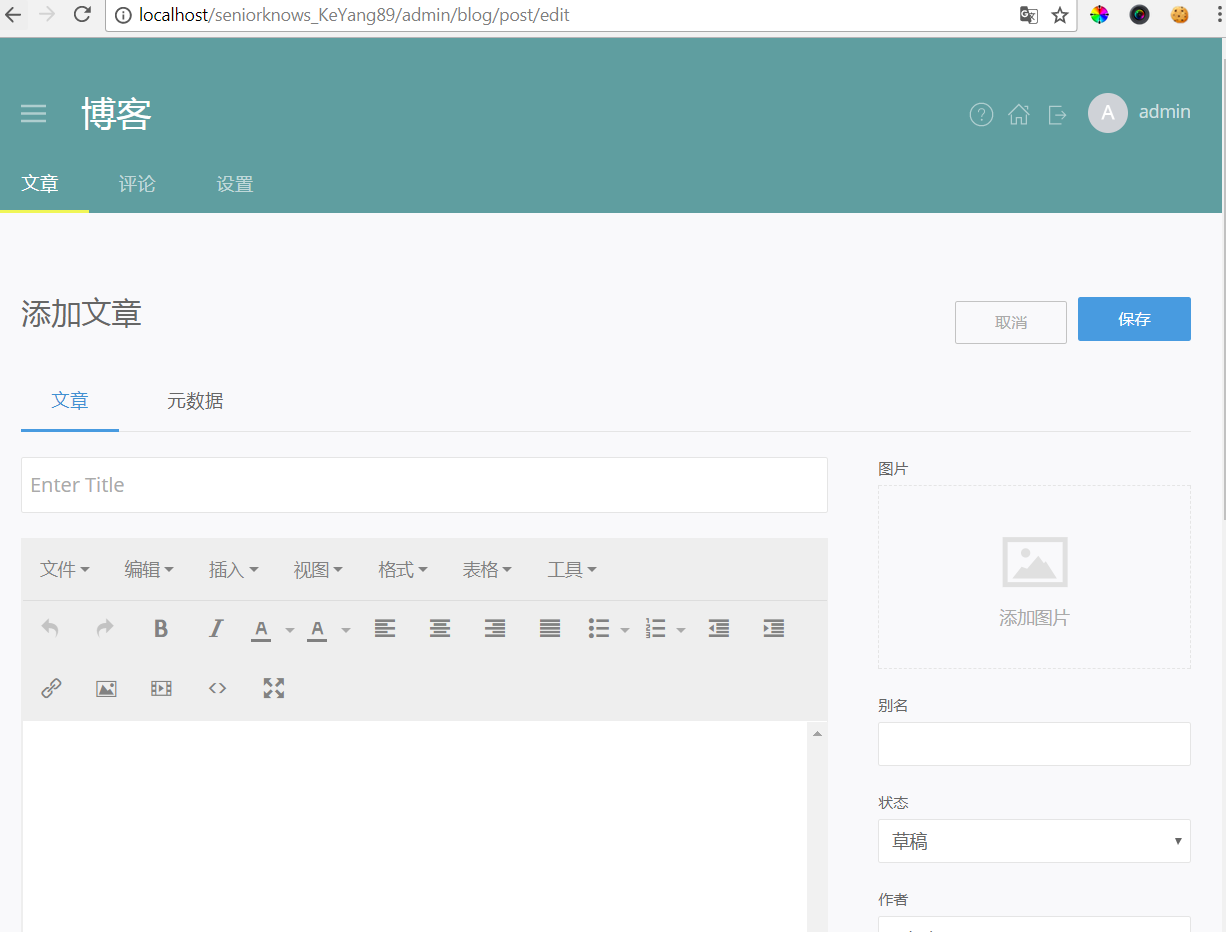 localhost/seniorknows_KeYang89/admin/blog/post/edit
博客
? A admin
文章 评论 设置
添加文章
取消 保存
文章 元数据
Enter Title
图片
添加图片
文件 编辑 插入 视图 格式 表格 工具
B I A A
别名
状态
草稿
作者